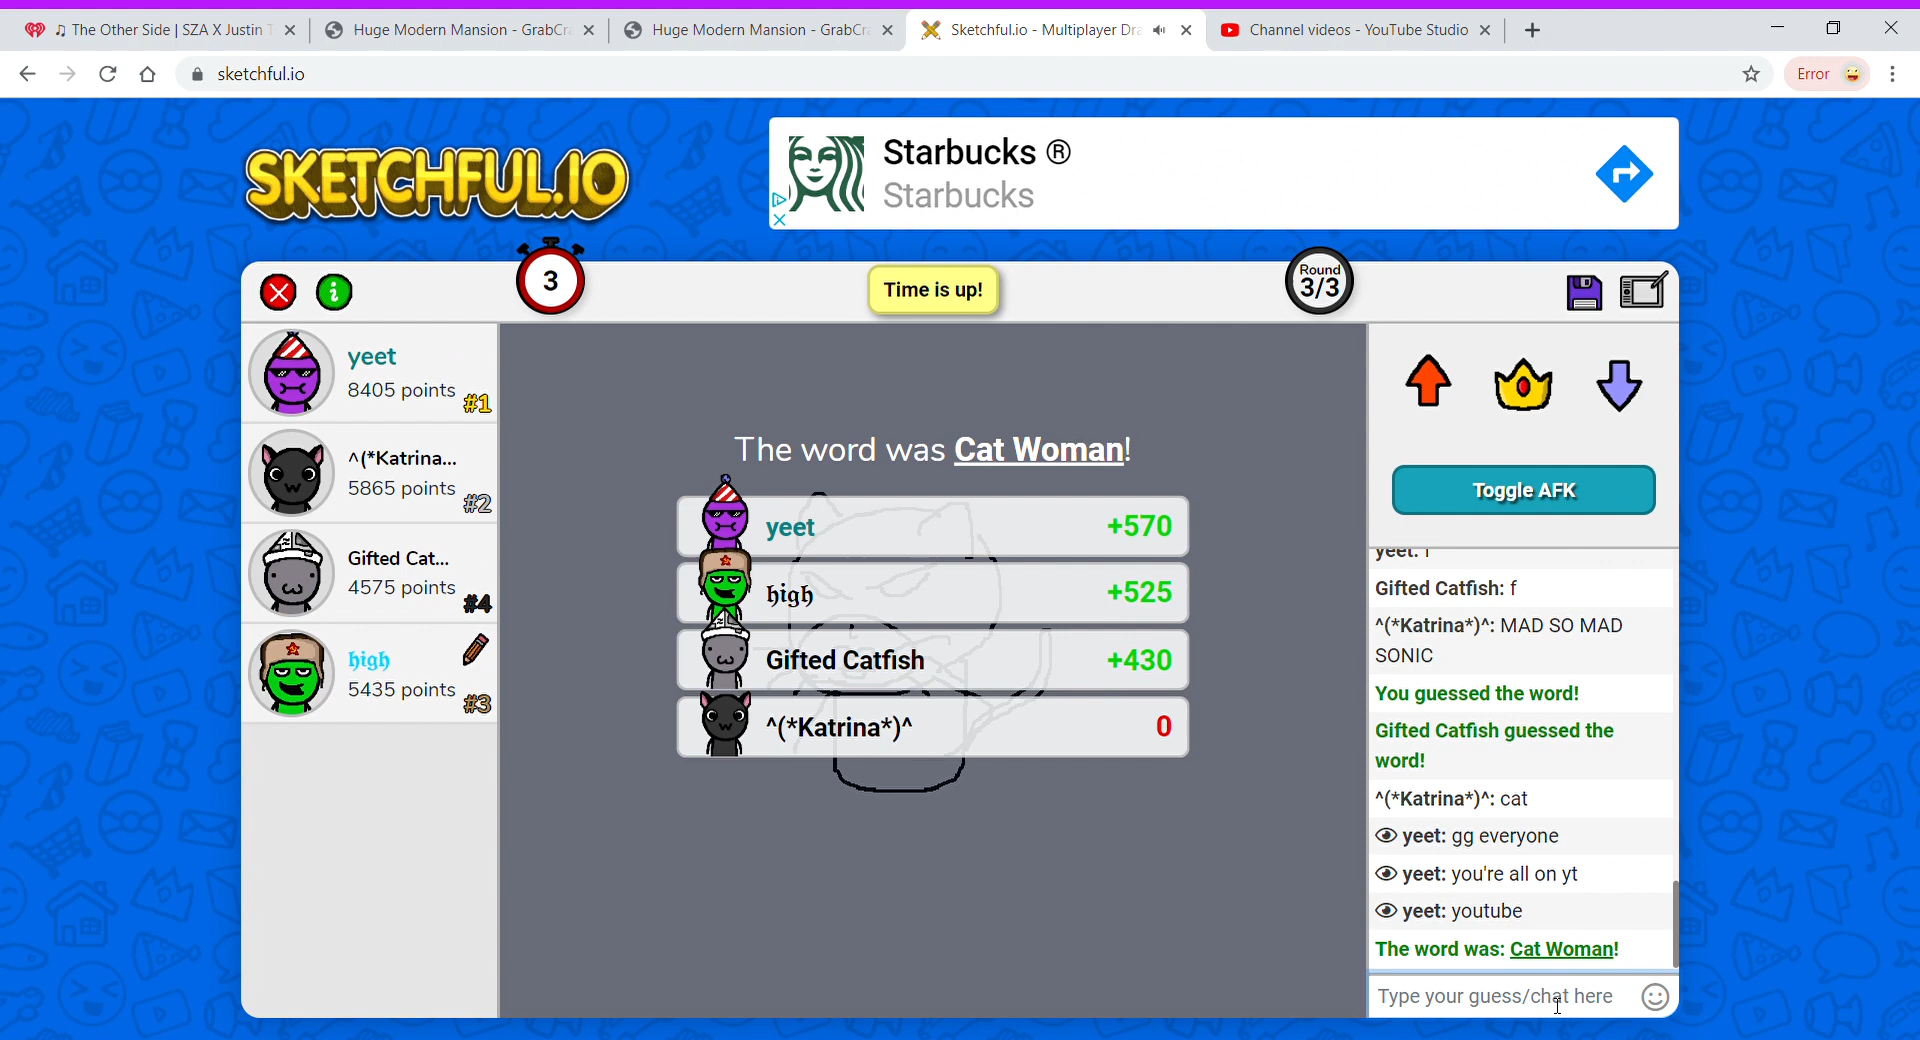 ♫ The Other Side | SZA X Justin T
Huge Modern Mansion - GrabCra
Huge Modern Mansion - GrabCra
Sketchful.io - Multiplayer Dra
Channel videos - YouTube Studio
sketchful.io
Error
SKETCHFUL.IO
Starbucks ®
Starbucks
3
Time is up!
Round
3/3
yeet
8405 points
#1
^(*Katrina...
5865 points
#2
Gifted Cat...
4575 points
#4
𝖍𝖎𝖌𝖍
5435 points
#3
The word was Cat Woman!
yeet +570
𝖍𝖎𝖌𝖍 +525
Gifted Catfish +430
^(*Katrina*)^ 0
Toggle AFK
yeet: f
Gifted Catfish: f
^(*Katrina*)^: MAD SO MAD
SONIC
You guessed the word!
Gifted Catfish guessed the
word!
^(*Katrina*)^: cat
yeet: gg everyone
yeet: you're all on yt
yeet: youtube
The word was: Cat Woman!
Type your guess/chat here